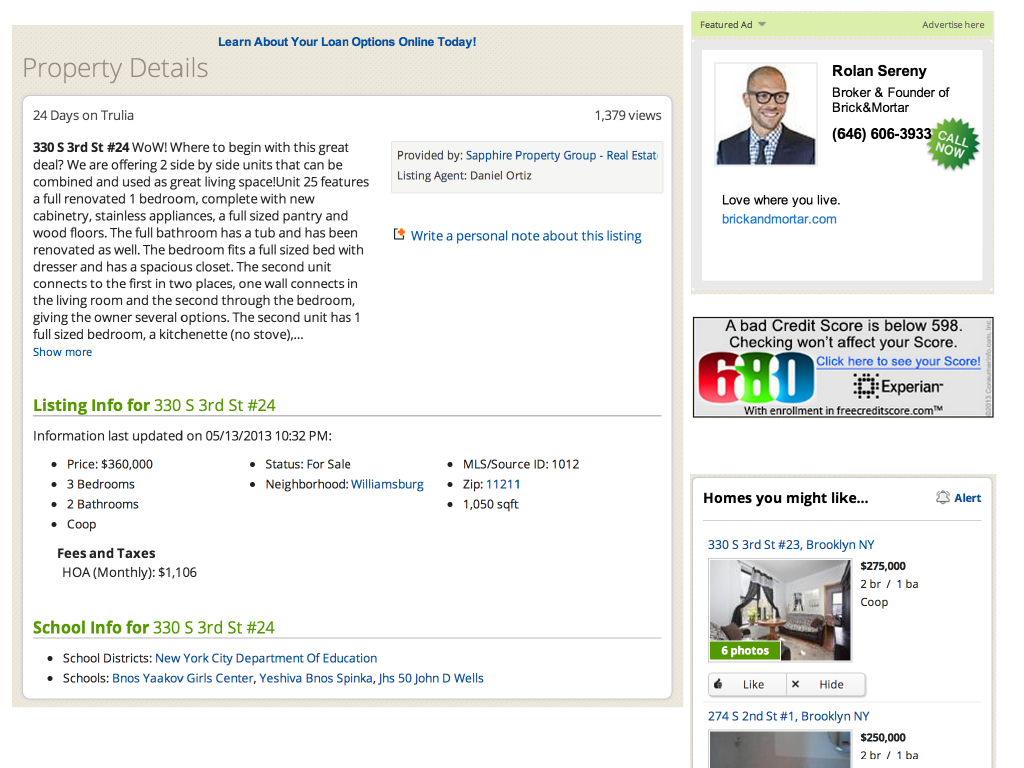 Learn About Your Loan Options Online Today!
Property Details
24 Days on Trulia
1,379 views
330 S 3rd St #24 WoW! Where to begin with this great
deal? We are offering 2 side by side units that can be
combined and used as great living space!Unit 25 features
a full renovated 1 bedroom, complete with new
cabinetry, stainless appliances, a full sized pantry and
wood floors. The full bathroom has a tub and has been
renovated as well. The bedroom fits a full sized bed with
dresser and has a spacious closet. The second unit
connects to the first in two places, one wall connects in
the living room and the second through the bedroom,
giving the owner several options. The second unit has 1
full sized bedroom, a kitchenette (no stove),...
Show more
Provided by: Sapphire Property Group - Real Estat
Listing Agent: Daniel Ortiz
Write a personal note about this listing
Listing Info for 330 S 3rd St #24
Information last updated on 05/13/2013 10:32 PM:
Price: $360,000
3 Bedrooms
2 Bathrooms
Coop
Status: For Sale
Neighborhood: Williamsburg
MLS/Source ID: 1012
Zip: 11211
1,050 sqft
Fees and Taxes
HOA (Monthly): $1,106
School Info for 330 S 3rd St #24
School Districts: New York City Department Of Education
Schools: Bnos Yaakov Girls Center, Yeshiva Bnos Spinka, Jhs 50 John D Wells
Featured Ad
Advertise here
Rolan Sereny
Broker & Founder of
Brick&Mortar
(646) 606-3933
CALL
NOW
Love where you live.
brickandmortar.com
A bad Credit Score is below 598.
Checking won't affect your Score.
680
Click here to see your Score!
Experian™
With enrollment in freecreditscore.com™
©2013 ConsumerInfo.com, Inc.
Homes you might like...
Alert
330 S 3rd St #23, Brooklyn NY
$275,000
2 br / 1 ba
Coop
6 photos
Like
Hide
274 S 2nd St #1, Brooklyn NY
$250,000
2 br / 1 ba